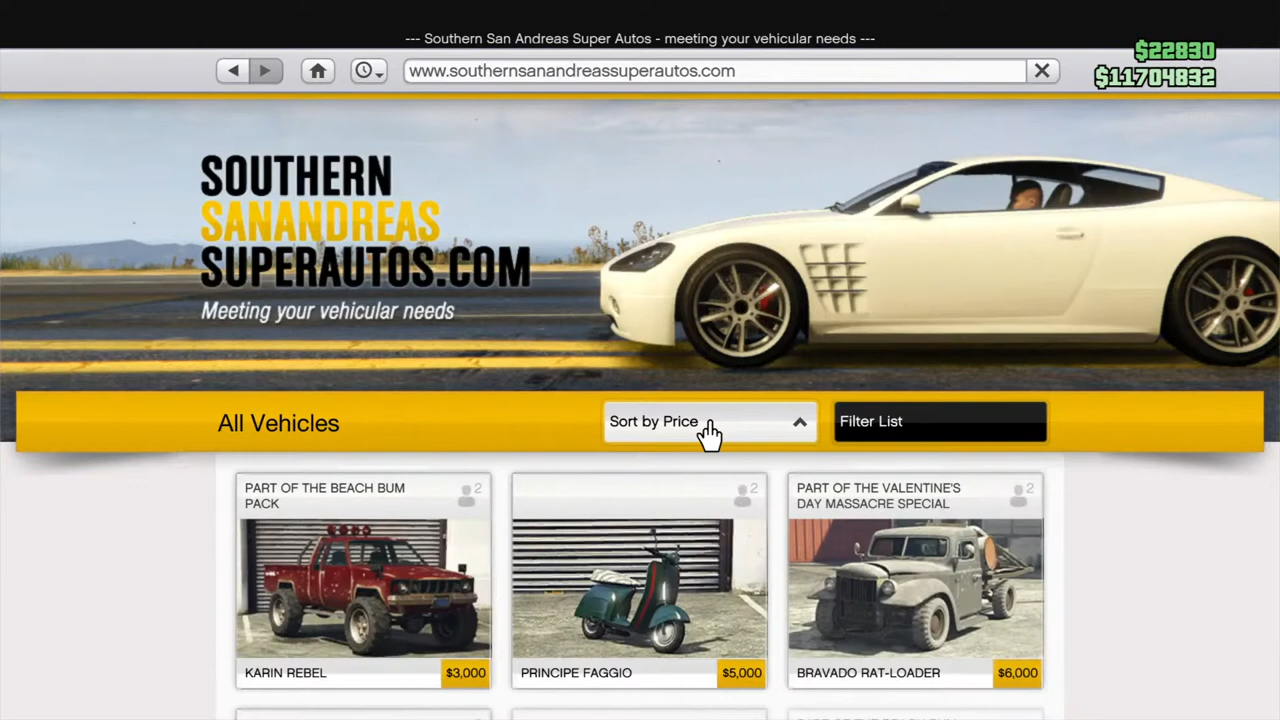 --- Southern San Andreas Super Autos - meeting your vehicular needs ---
$22830
$11704832
www.southernsanandreassuperautos.com
SOUTHERN
SANANDREAS
SUPERAUTOS.COM
Meeting your vehicular needs
All Vehicles
Sort by Price
Filter List
PART OF THE BEACH BUM
PACK
2
2
PART OF THE VALENTINE'S
DAY MASSACRE SPECIAL
2
KARIN REBEL
$3,000
PRINCIPE FAGGIO
$5,000
BRAVADO RAT-LOADER
$6,000